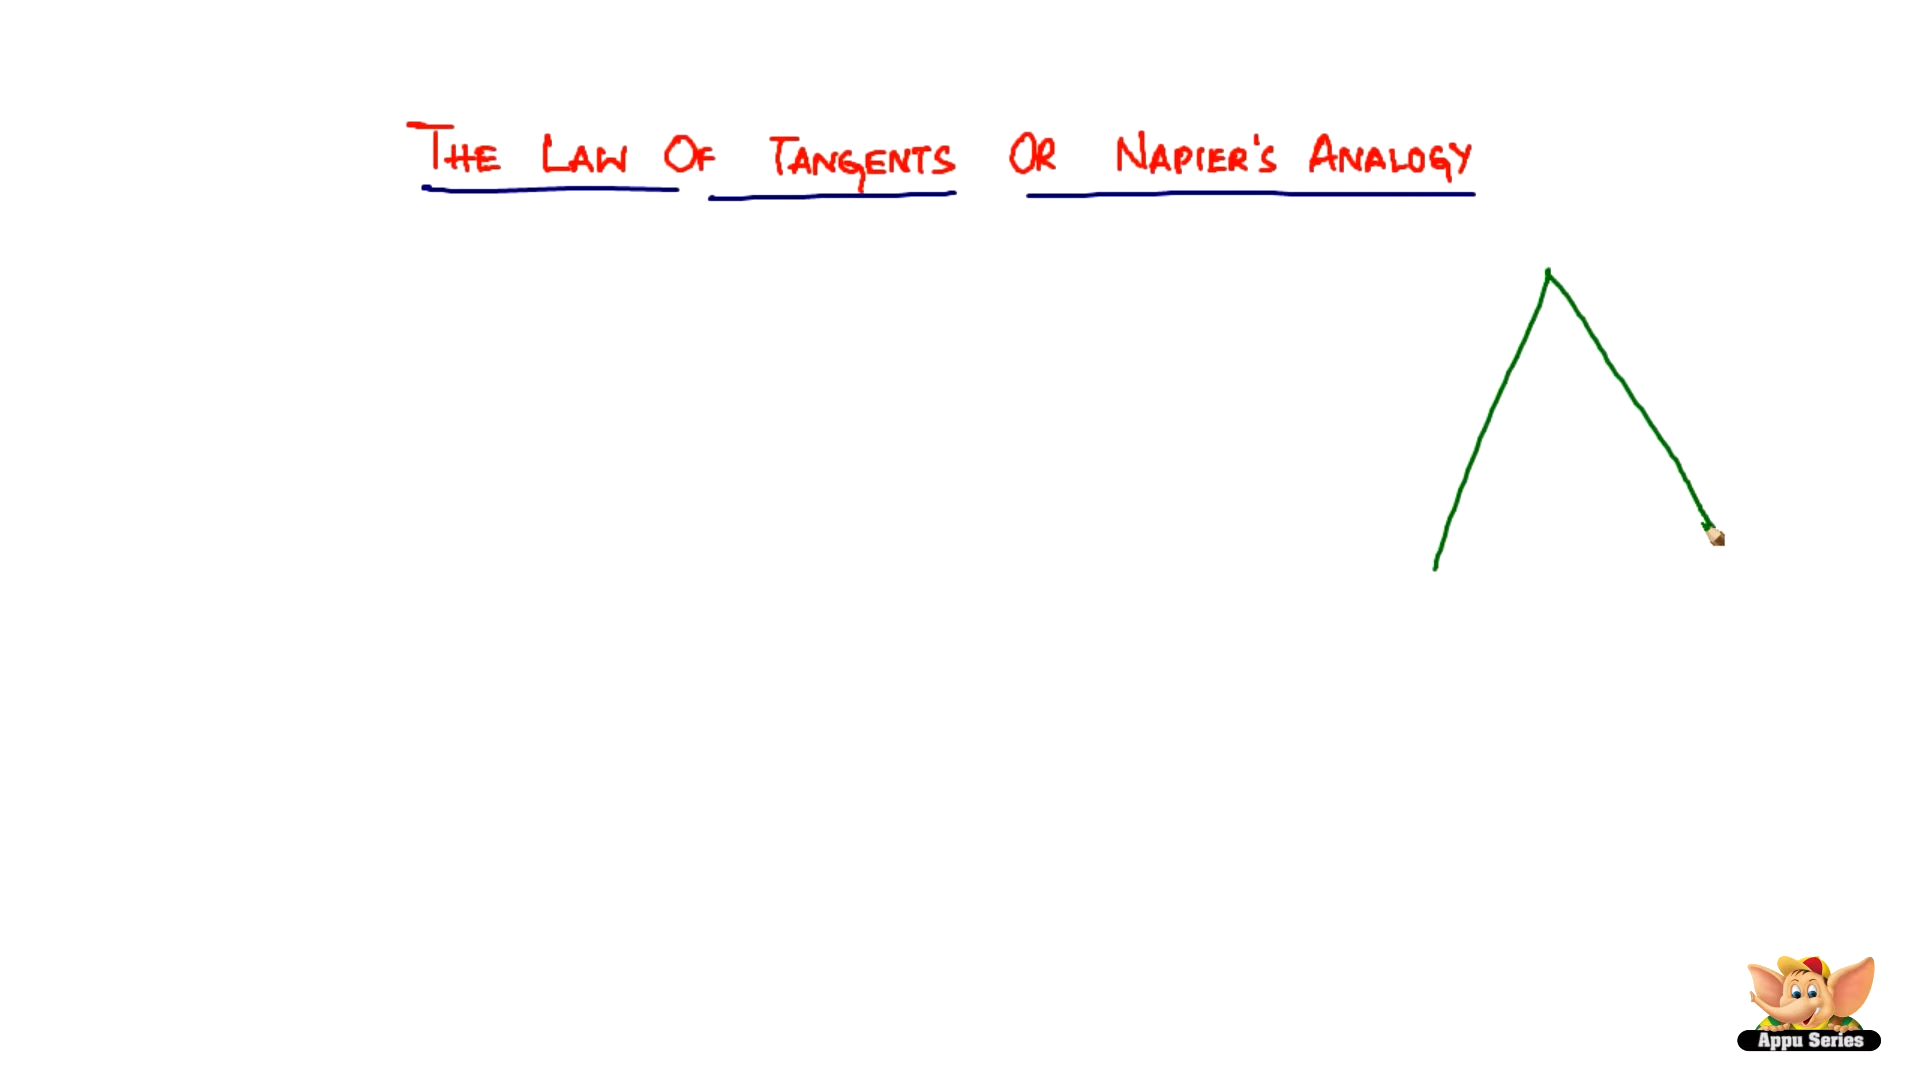 THE LAW OF TANGENTS OR NAPIER'S ANALOGY
Appu Series